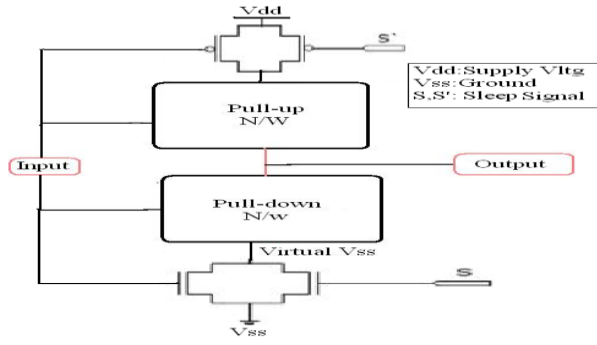 Vdd
S`
Vdd:Supply Vltg
Vss:Ground
S,S': Sleep Signal
Pull-up
N/W
Input
Output
Pull-down
N/w
Virtual Vss
S
Vss